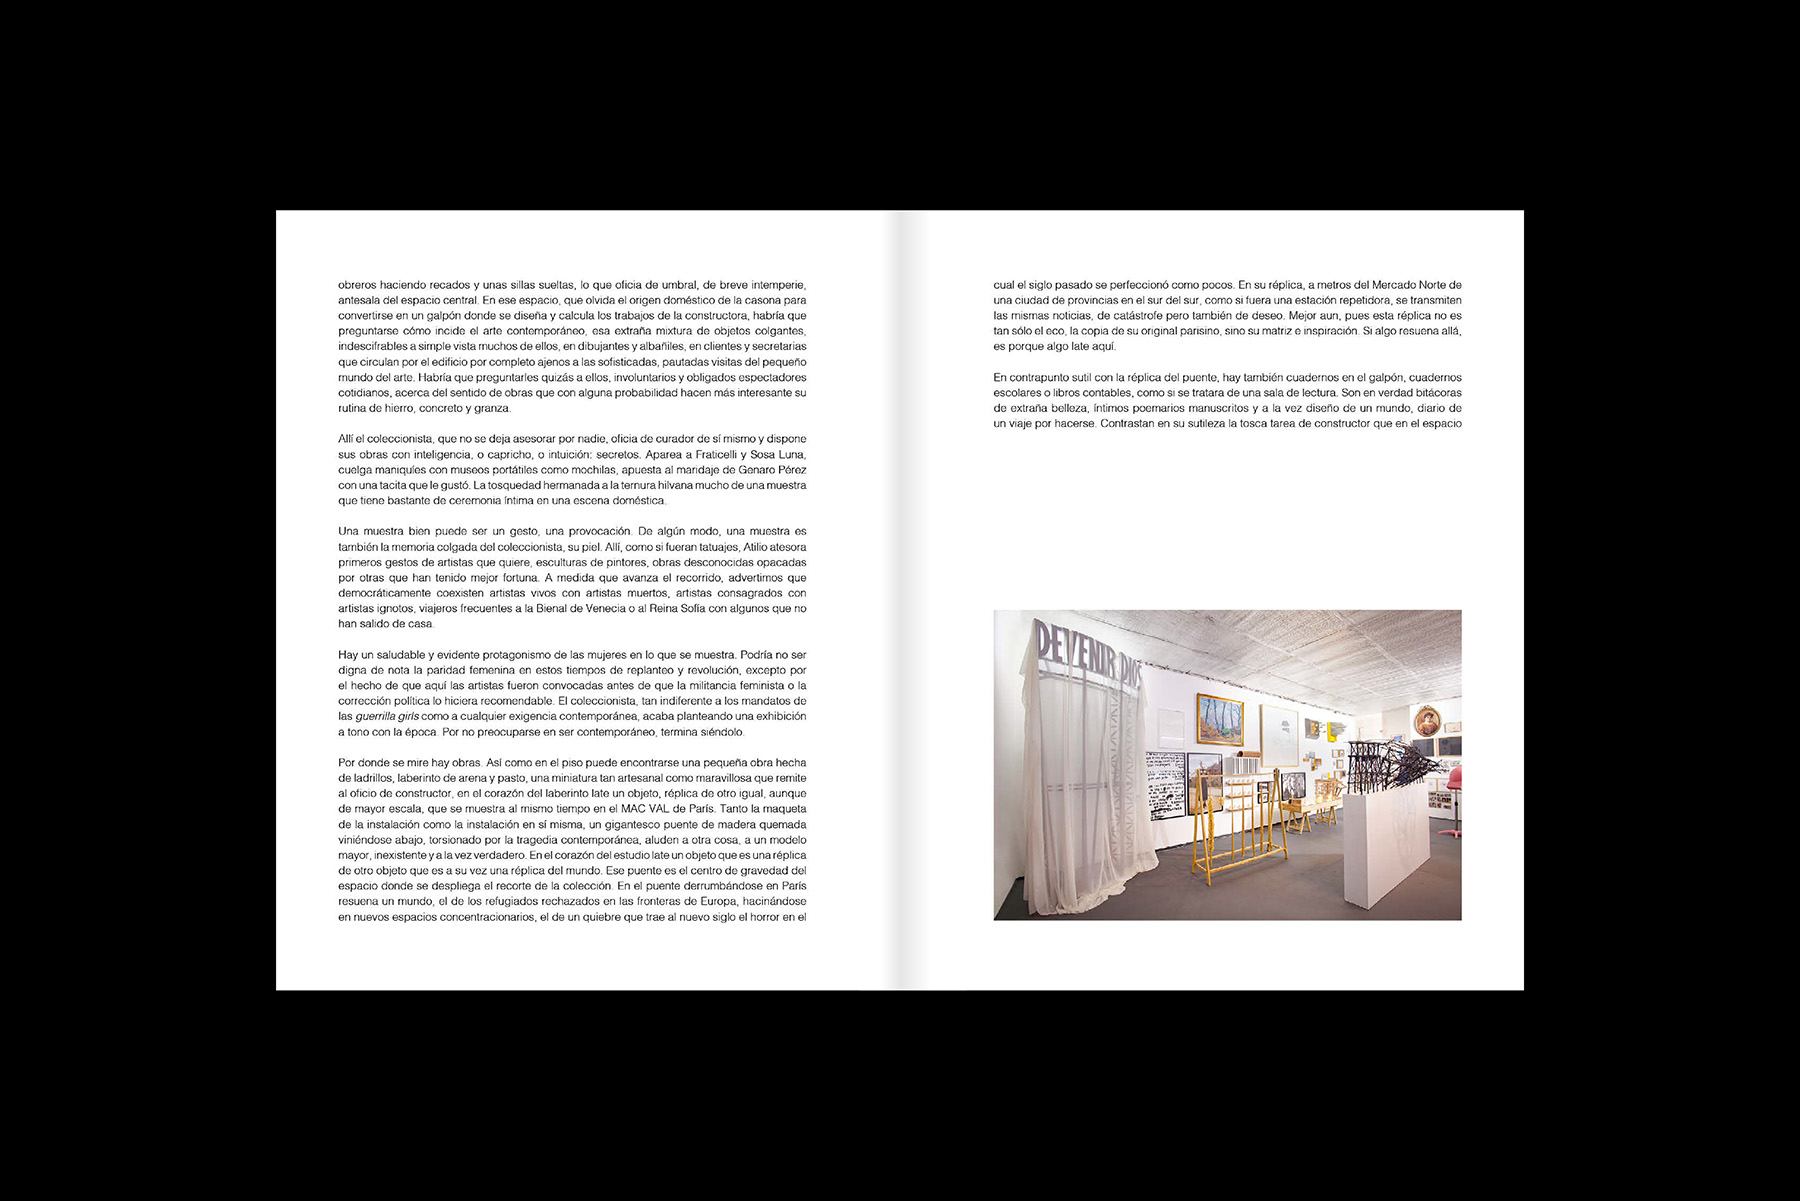 obreros haciendo recados y unas sillas sueltas, lo que oficia de umbral, de breve intemperie,
antesala del espacio central. En ese espacio, que olvida el origen doméstico de la casona para
convertirse en un galpón donde se diseña y calcula los trabajos de la constructora, habría que
preguntarse cómo incide el arte contemporáneo, esa extraña mixtura de objetos colgantes,
indescifrables a simple vista muchos de ellos, en dibujantes y albañiles, en clientes y secretarias
que circulan por el edificio por completo ajenos a las sofisticadas, pautadas visitas del pequeño
mundo del arte. Habría que preguntarles quizás a ellos, involuntarios y obligados espectadores
cotidianos, acerca del sentido de obras que con alguna probabilidad hacen más interesante su
rutina de hierro, concreto y granza.
Allí el coleccionista, que no se deja asesorar por nadie, oficia de curador de sí mismo y dispone
sus obras con inteligencia, o capricho, o intuición: secretos. Aparea a Fraticelli y Sosa Luna,
cuelga maniquíes con museos portátiles como mochilas, apuesta al maridaje de Genaro Pérez
con una tacita que le gustó. La tosquedad hermanada a la ternura hilvana mucho de una muestra
que tiene bastante de ceremonia íntima en una escena doméstica.
Una muestra bien puede ser un gesto, una provocación. De algún modo, una muestra es
también la memoria colgada del coleccionista, su piel. Allí, como si fueran tatuajes, Atilio atesora
primeros gestos de artistas que quiere, esculturas de pintores, obras desconocidas opacadas
por otras que han tenido mejor fortuna. A medida que avanza el recorrido, advertimos que
democráticamente coexisten artistas vivos con artistas muertos, artistas consagrados con
artistas ignotos, viajeros frecuentes a la Bienal de Venecia o al Reina Sofía con algunos que no
han salido de casa.
Hay un saludable y evidente protagonismo de las mujeres en lo que se muestra. Podría no ser
digna de nota la paridad femenina en estos tiempos de replanteo y revolución, excepto por
el hecho de que aquí las artistas fueron convocadas antes de que la militancia feminista o la
corrección política lo hiciera recomendable. El coleccionista, tan indiferente a los mandatos de
las guerrilla girls como a cualquier exigencia contemporánea, acaba planteando una exhibición
a tono con la época. Por no preocuparse en ser contemporáneo, termina siéndolo.
Por donde se mire hay obras. Así como en el piso puede encontrarse una pequeña obra hecha
de ladrillos, laberinto de arena y pasto, una miniatura tan artesanal como maravillosa que remite
al oficio de constructor, en el corazón del laberinto late un objeto, réplica de otro igual, aunque
de mayor escala, que se muestra al mismo tiempo en el MAC VAL de París. Tanto la maqueta
de la instalación como la instalación en sí misma, un gigantesco puente de madera quemada
viniéndose abajo, torsionado por la tragedia contemporánea, aluden a otra cosa, a un modelo
mayor, inexistente y a la vez verdadero. En el corazón del estudio late un objeto que es una réplica
de otro objeto que es a su vez una réplica del mundo. Ese puente es el centro de gravedad del
espacio donde se despliega el recorte de la colección. En el puente derrumbándose en París
resuena un mundo, el de los refugiados rechazados en las fronteras de Europa, hacinándose
en nuevos espacios concentracionarios, el de un quiebre que trae al nuevo siglo el horror en el
cual el siglo pasado se perfeccionó como pocos. En su réplica, a metros del Mercado Norte de
una ciudad de provincias en el sur del sur, como si fuera una estación repetidora, se transmiten
las mismas noticias, de catástrofe pero también de deseo. Mejor aun, pues esta réplica no es
tan sólo el eco, la copia de su original parisino, sino su matriz e inspiración. Si algo resuena allá,
es porque algo late aquí.
En contrapunto sutil con la réplica del puente, hay también cuadernos en el galpón, cuadernos
escolares o libros contables, como si se tratara de una sala de lectura. Son en verdad bitácoras
de extraña belleza, íntimos poemarios manuscritos y a la vez diseño de un mundo, diario de
un viaje por hacerse. Contrastan en su sutileza la tosca tarea de constructor que en el espacio
DEVENIR DIOS